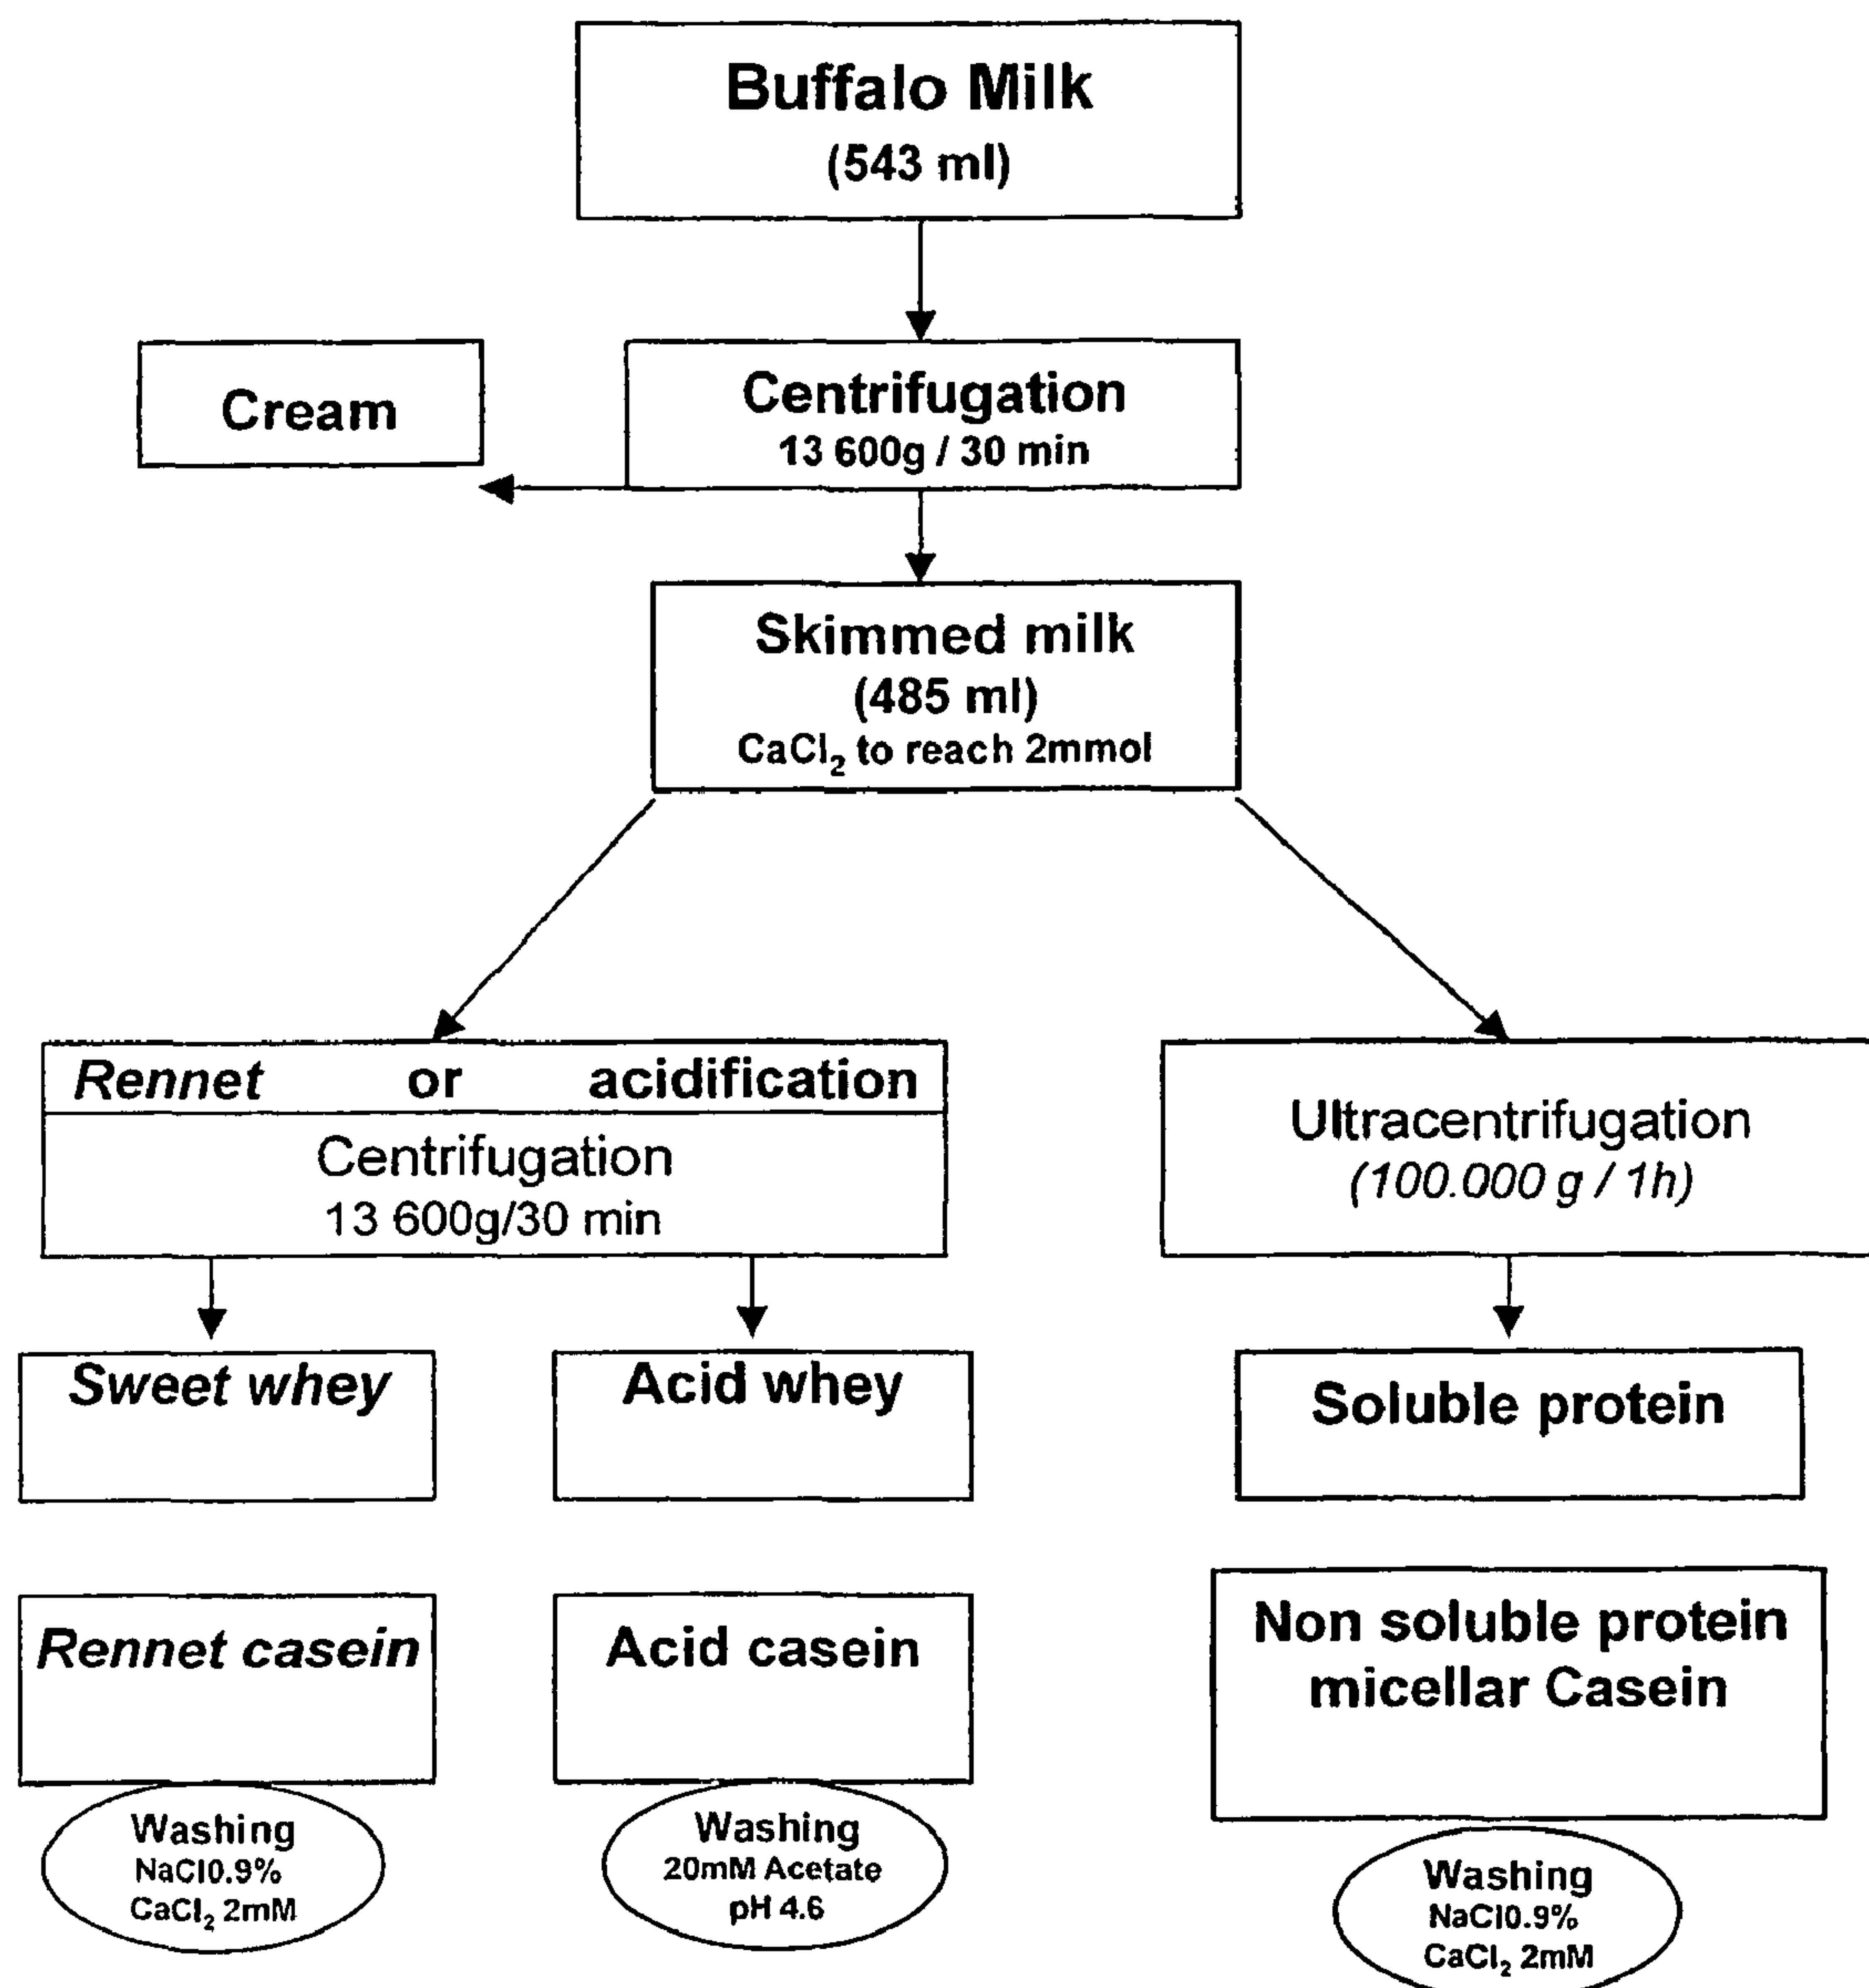 Buffalo Milk
(543 ml)
Cream
Centrifugation
13 600g / 30 min
Skimmed milk
(485 ml)
CaCl₂ to reach 2mmol
Rennet or acidification
Centrifugation
13 600g/30 min
Ultracentrifugation
(100.000 g / 1h)
Sweet whey
Acid whey
Soluble protein
Rennet casein
Acid casein
Non soluble protein
micellar Casein
Washing
NaCl0.9%
CaCl₂ 2mM
Washing
20mM Acetate
pH 4.6
Washing
NaCl0.9%
CaCl₂ 2mM